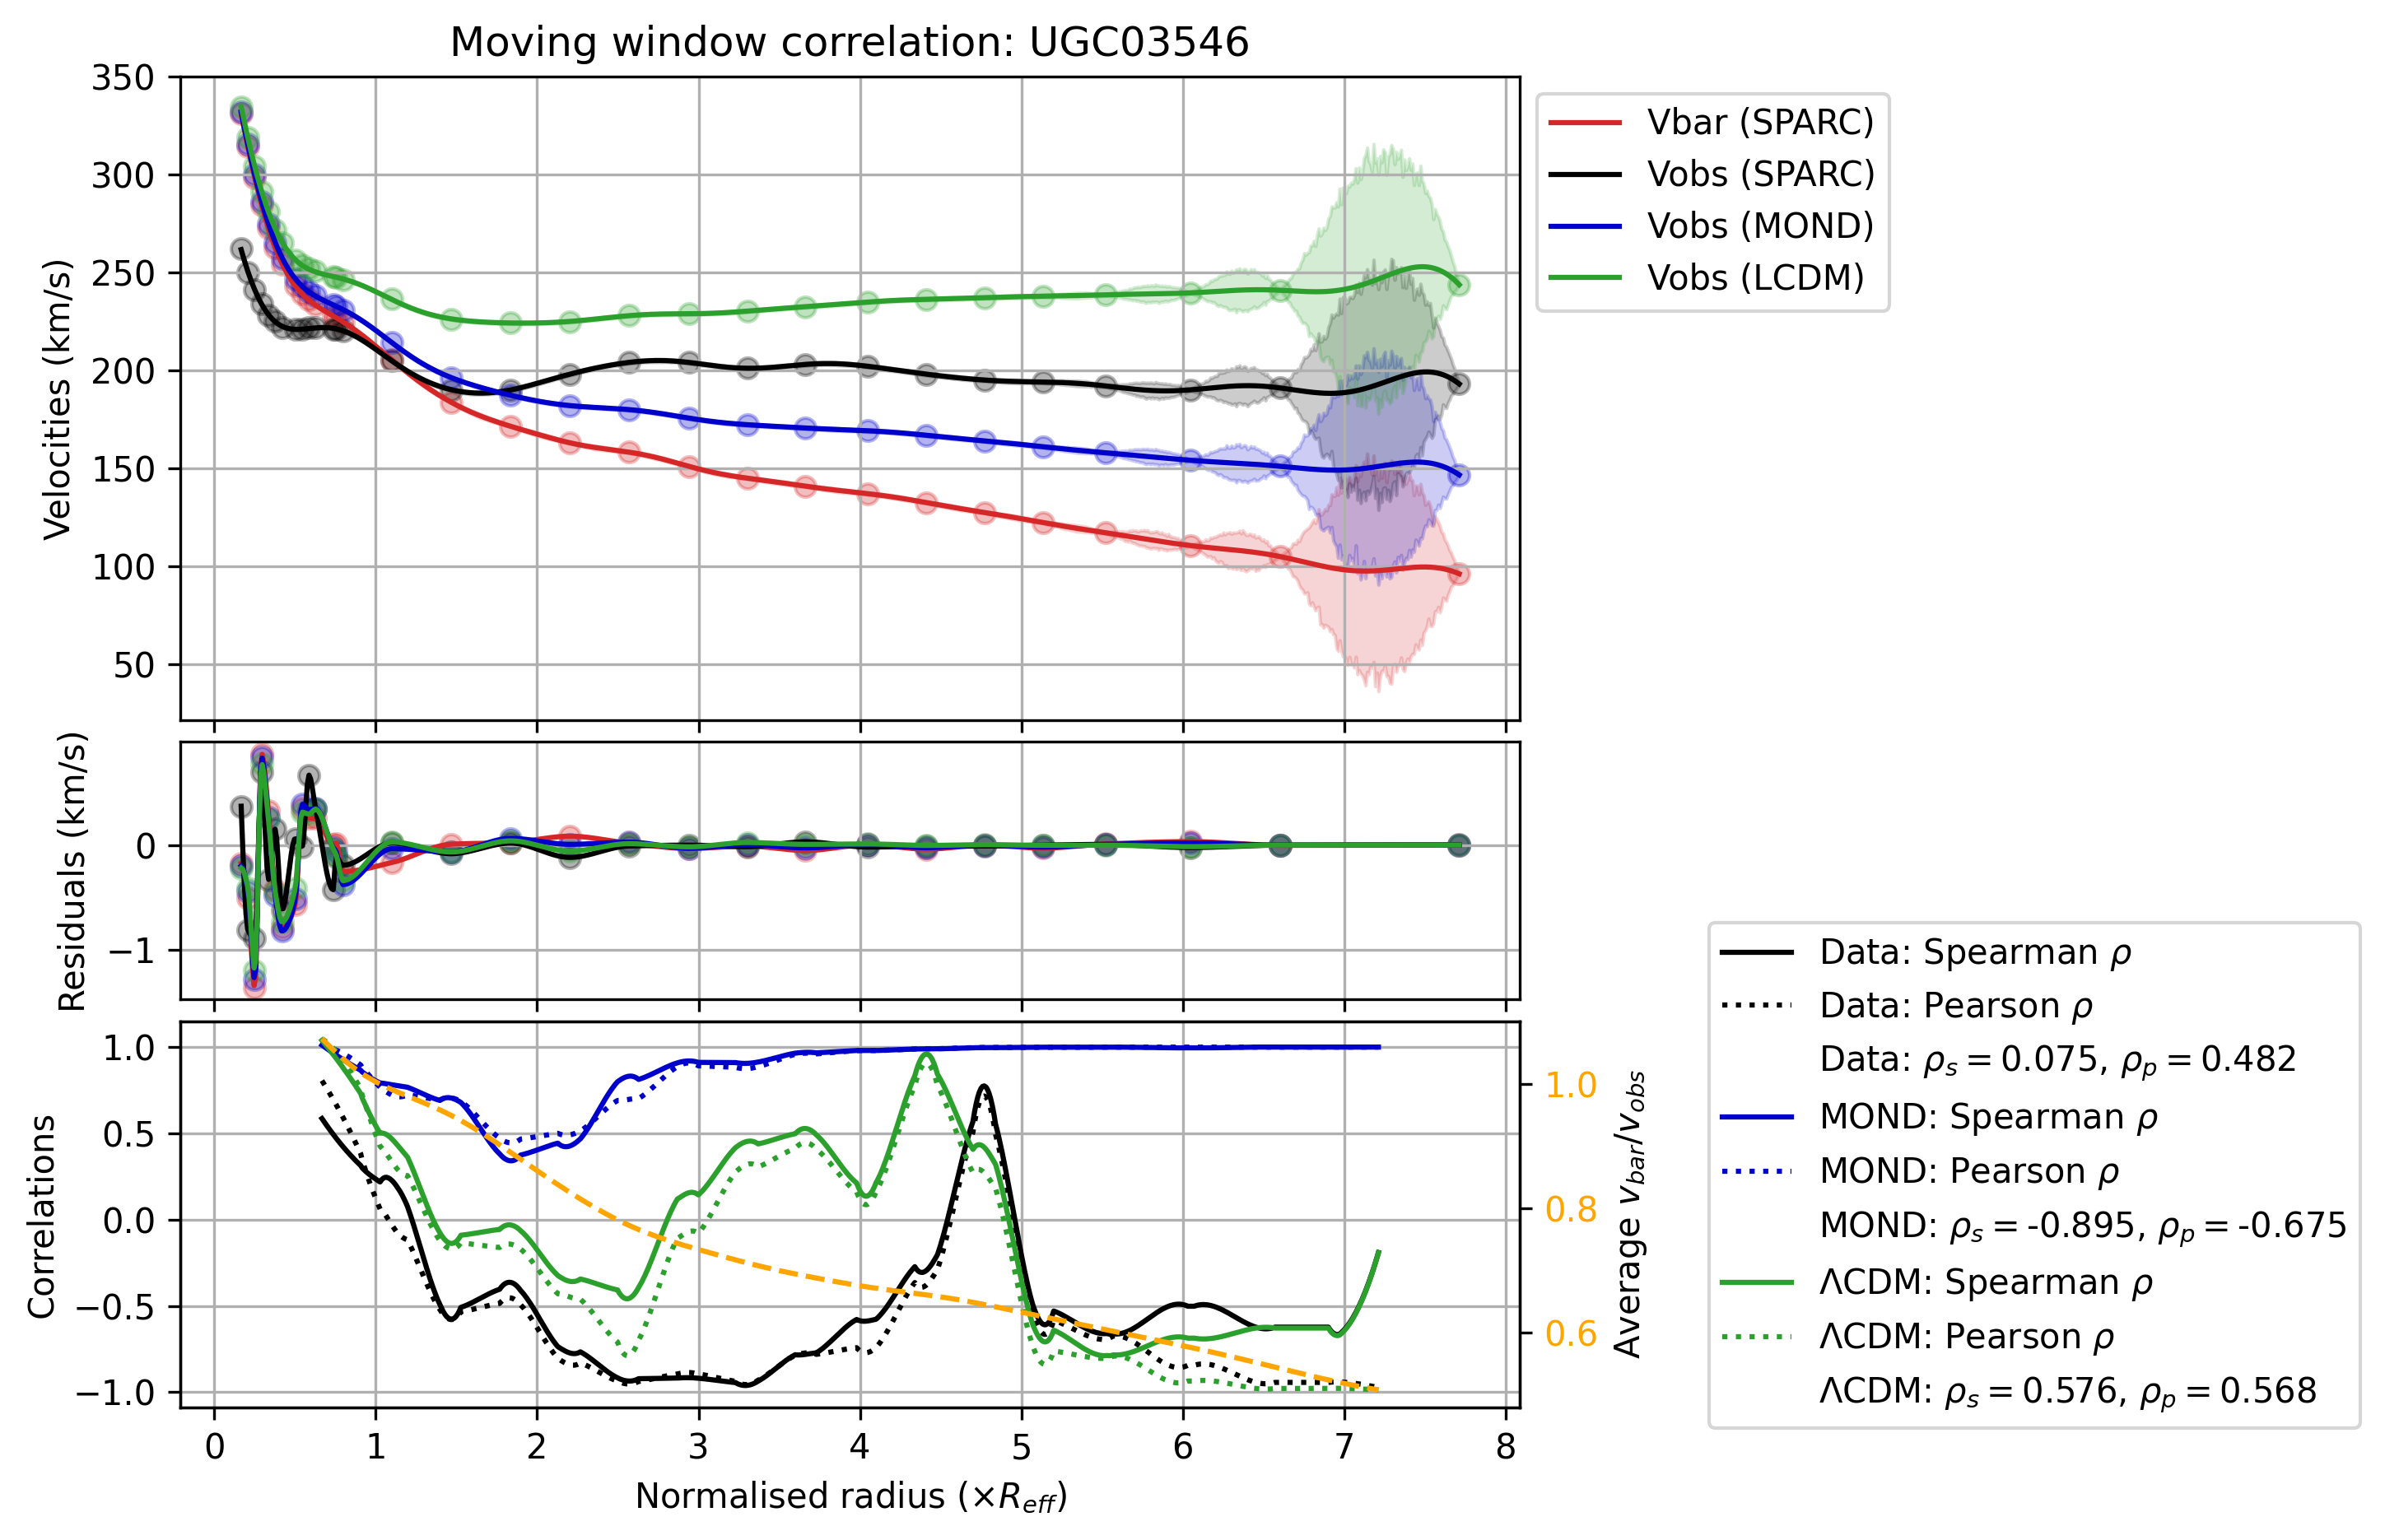 Moving window correlation: UGC03546
350
300
250
200
150
100
50
Velocities (km/s)
Vbar (SPARC)
Vobs (SPARC)
Vobs (MOND)
Vobs (LCDM)
0
−1
Residuals (km/s)
1.0
0.5
0.0
−0.5
−1.0
Correlations
1.0
0.8
0.6
Average v_bar/v_obs
0 1 2 3 4 5 6 7 8
Normalised radius (×R_eff)
Data: Spearman ρ
Data: Pearson ρ
Data: ρ_s = 0.075, ρ_p = 0.482
MOND: Spearman ρ
MOND: Pearson ρ
MOND: ρ_s = -0.895, ρ_p = -0.675
ΛCDM: Spearman ρ
ΛCDM: Pearson ρ
ΛCDM: ρ_s = 0.576, ρ_p = 0.568